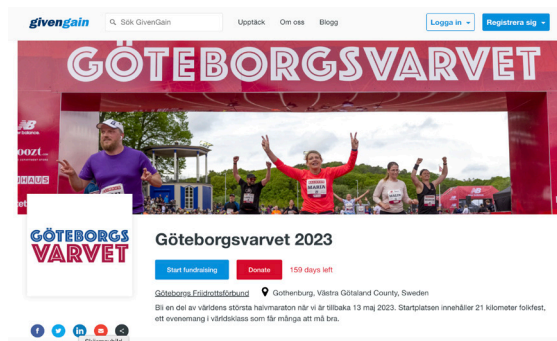 givengain
Sök GivenGain
Upptäck
Om oss
Blogg
Logga in
Registrera sig
GÖTEBORGSVARVET
MARIA
GÖTEBORGS
VARVET
Göteborgsvarvet 2023
Start fundraising
Donate
159 days left
Göteborgs Friidrottsförbund
Gothenburg, Västra Götaland County, Sweden
Bli en del av världens största halvmaraton när vi är tillbaka 13 maj 2023. Startplatsen innehåller 21 kilometer folkfest,
ett evenemang i världsklass som får många att må bra.